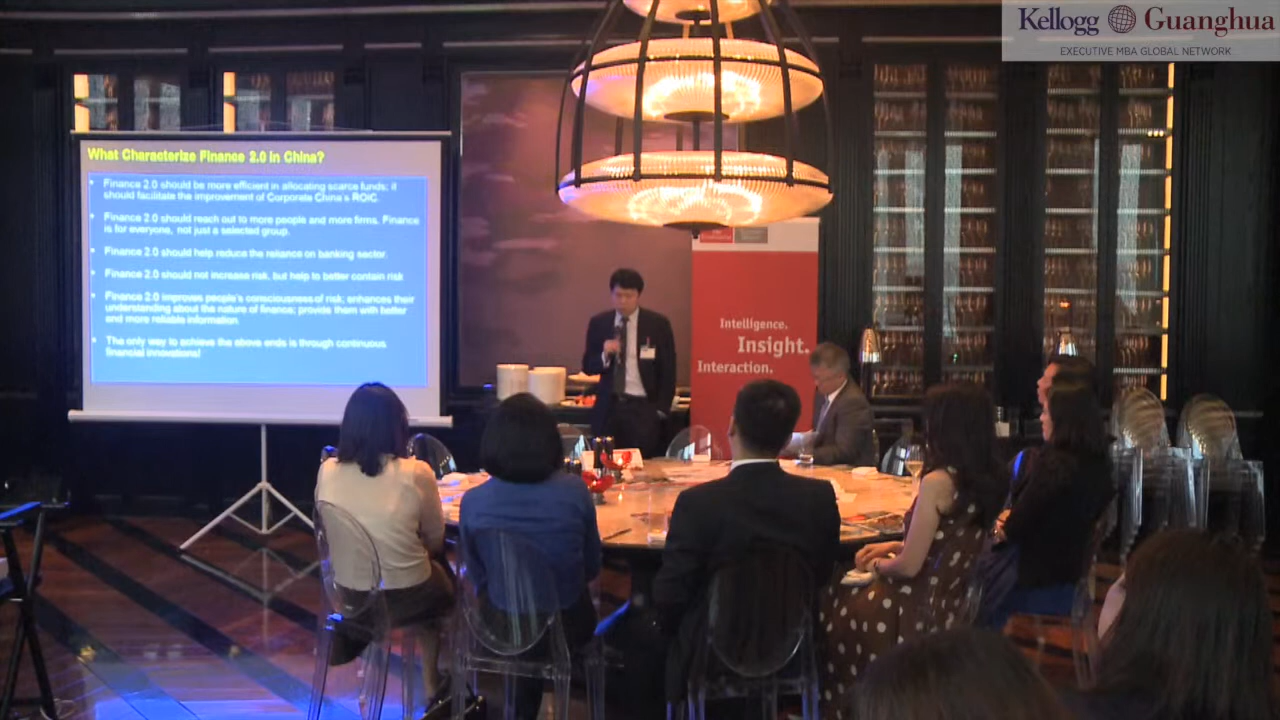 Kellogg Guanghua
EXECUTIVE MBA GLOBAL NETWORK
What Characterize Finance 2.0 in China?
• Finance 2.0 should be more efficient in allocating scarce funds; it
should facilitate the improvement of Corporate China's ROIC.
• Finance 2.0 should reach out to more people and more firms. Finance
is for everyone, not just a selected group.
• Finance 2.0 should help reduce the reliance on banking sector.
• Finance 2.0 should not increase risk, but help to better contain risk
• Finance 2.0 improves people's consciousness of risk; enhances their
understanding about the nature of finance; provide them with better
and more reliable information.
• The only way to achieve the above ends is through continuous
financial innovations!
Intelligence.
Insight.
Interaction.